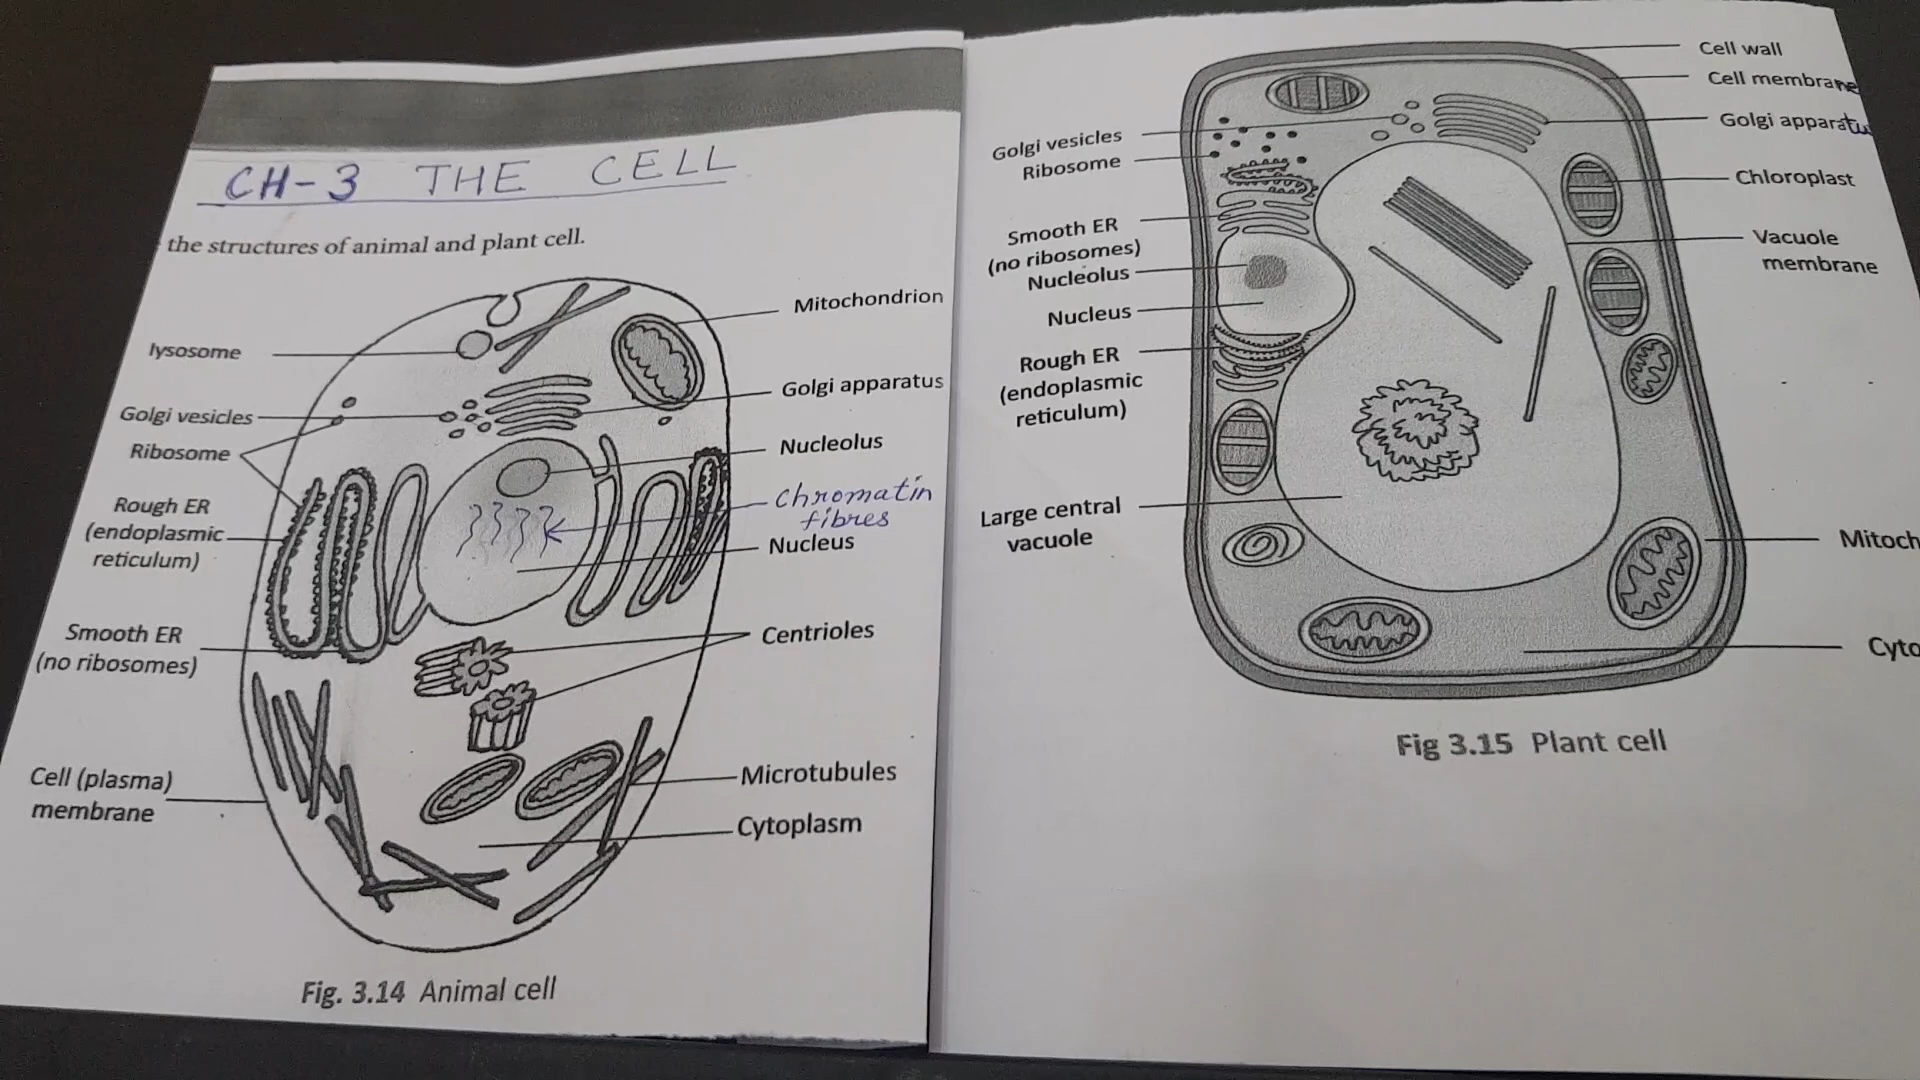 CH-3 THE CELL
the structures of animal and plant cell.
lysosome
Golgi vesicles
Ribosome
Rough ER
(endoplasmic
reticulum)
Smooth ER
(no ribosomes)
Cell (plasma)
membrane
Mitochondrion
Golgi apparatus
Nucleolus
Chromatin
fibres
Nucleus
Centrioles
Microtubules
Cytoplasm
Fig. 3.14 Animal cell
Golgi vesicles
Ribosome
Smooth ER
(no ribosomes)
Nucleolus
Nucleus
Rough ER
(endoplasmic
reticulum)
Large central
vacuole
Cell wall
Cell membrane
Golgi apparatus
Chloroplast
Vacuole
membrane
Mitoch
Cyto
Fig 3.15 Plant cell